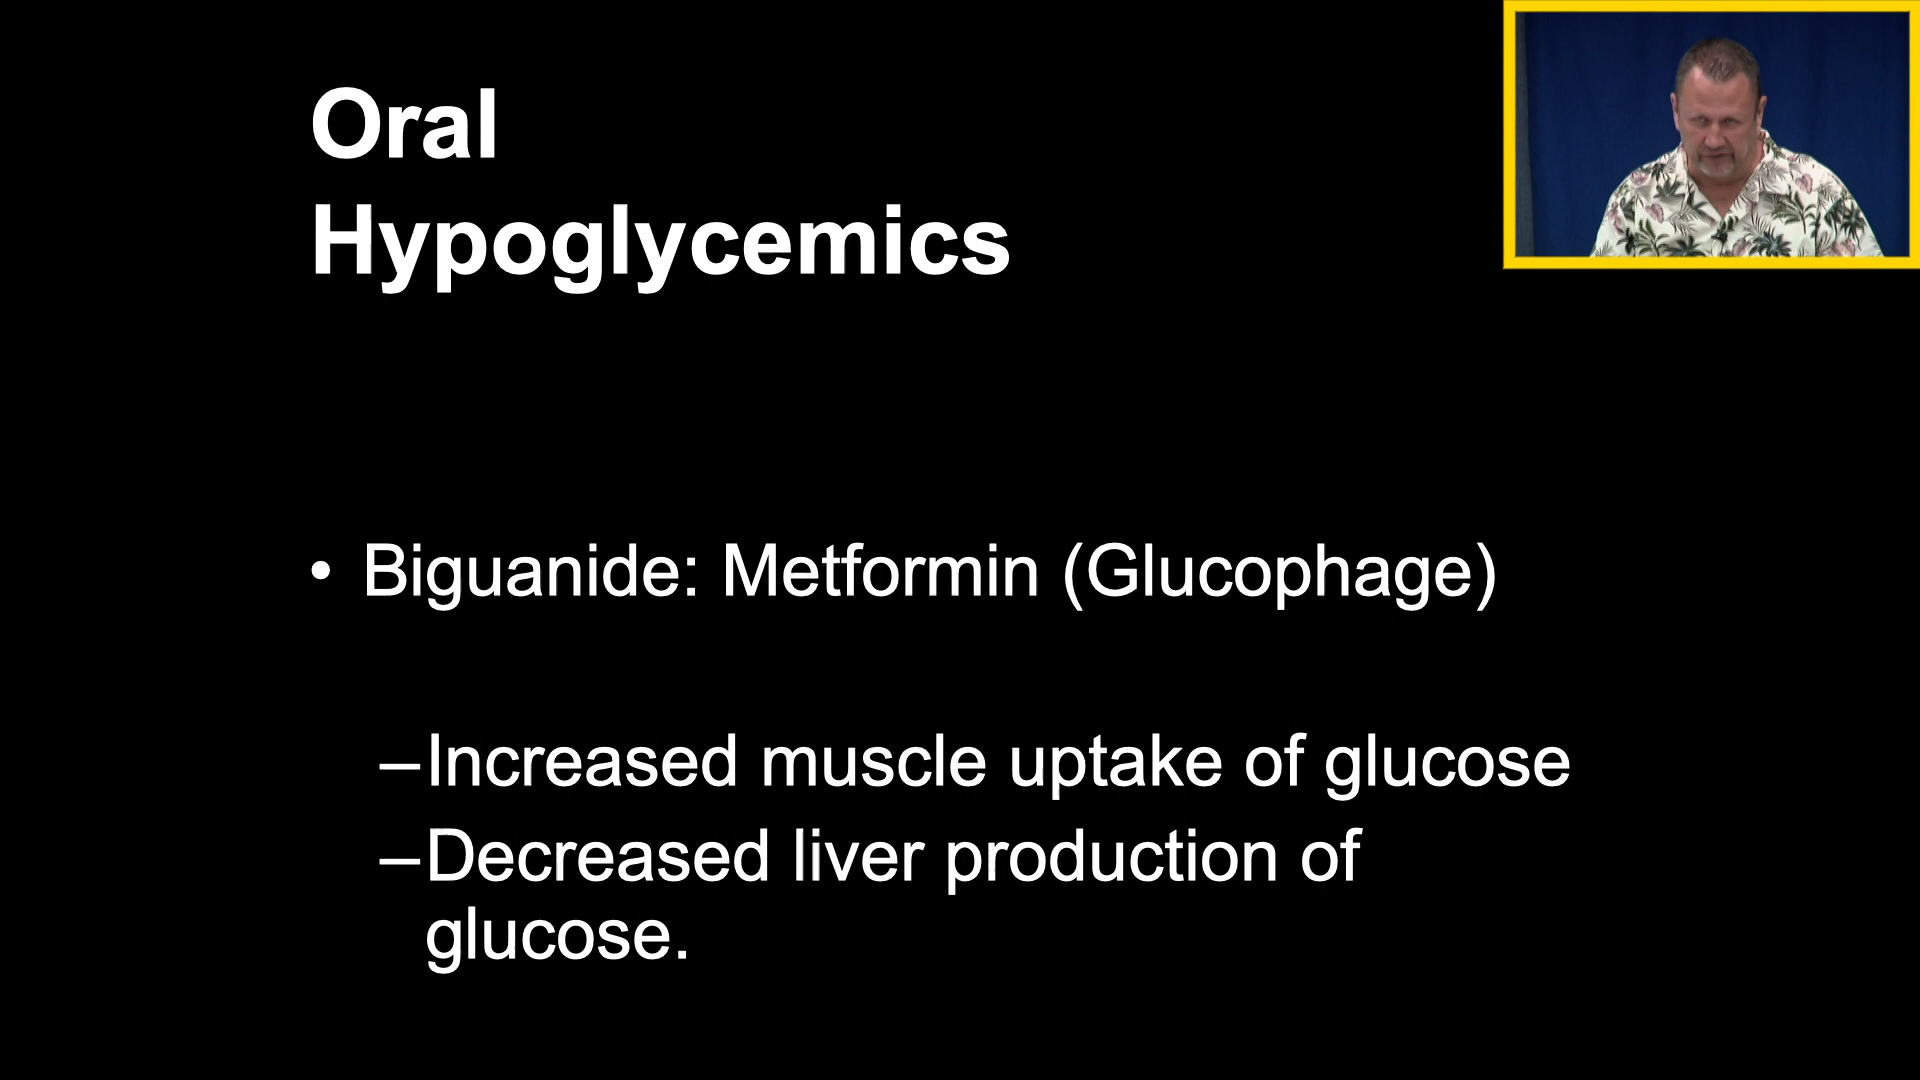 Oral
Hypoglycemics
• Biguanide: Metformin (Glucophage)
–Increased muscle uptake of glucose
–Decreased liver production of
glucose.